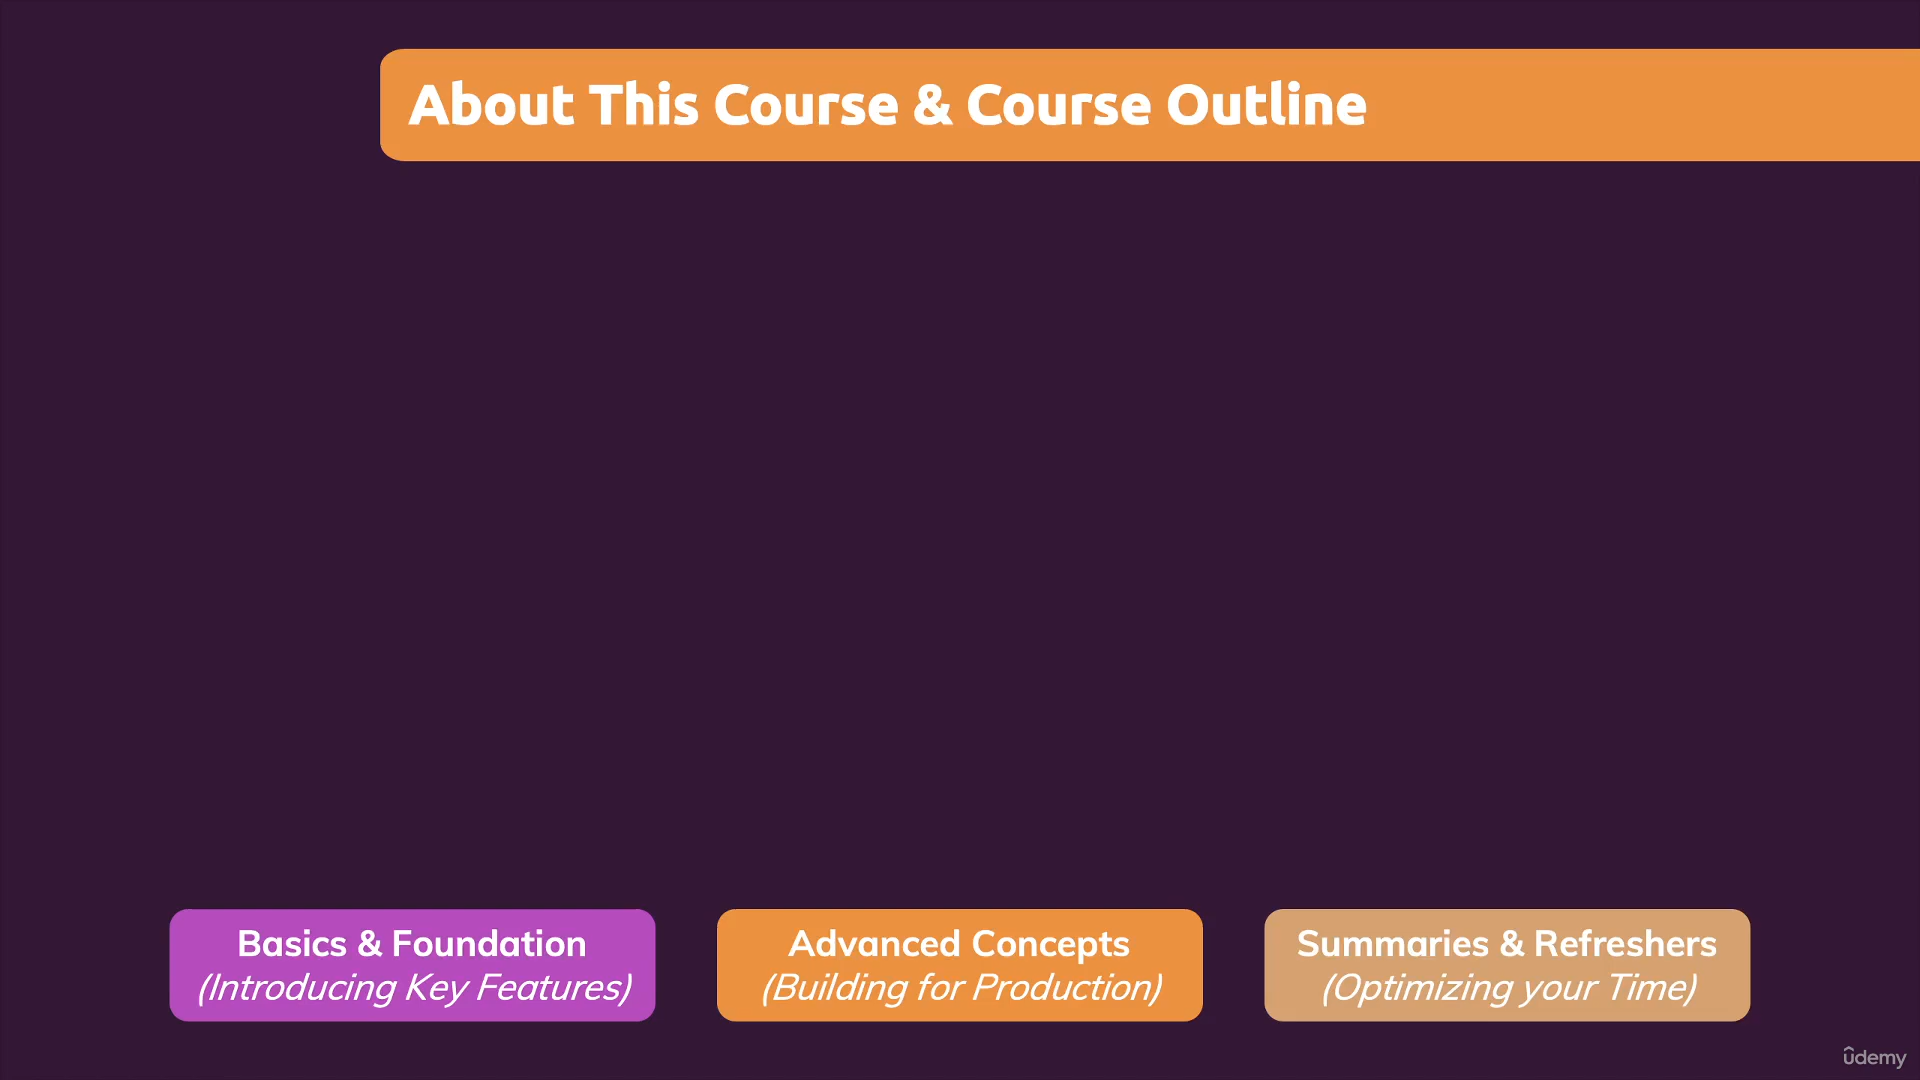 About This Course & Course Outline
Basics & Foundation
(Introducing Key Features)
Advanced Concepts
(Building for Production)
Summaries & Refreshers
(Optimizing your Time)
ûdemy